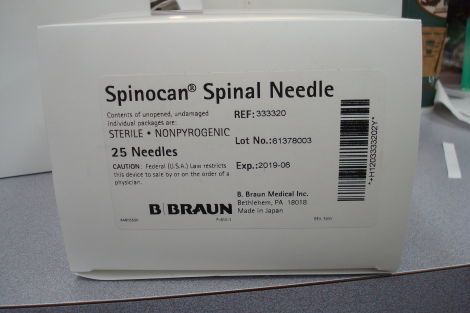 Spinocan® Spinal Needle
Contents of unopened, undamaged
individual packages are:
STERILE • NONPYROGENIC
25 Needles
CAUTION: Federal (U.S.A.) Law restricts
this device to sale by or on the order of a
physician.
REF: 333320
Lot No.:61378003
Exp.:2019-06
B. Braun Medical Inc.
Bethlehem, PA 18018
Made in Japan
B|BRAUN
*+H1203333202Y*